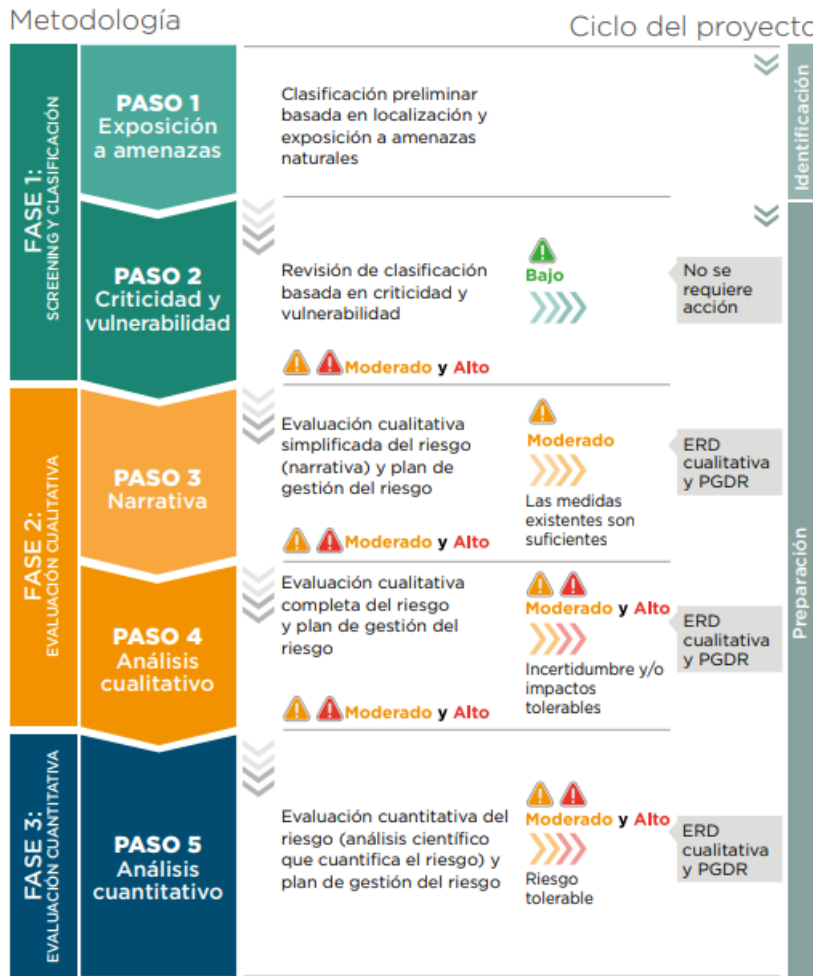 Metodología
Ciclo del proyecto
FASE 1:
SCREENING Y CLASIFICACIÓN
PASO 1
Exposición
a amenazas
Clasificación preliminar
basada en localización y
exposición a amenazas
naturales
Identificación
PASO 2
Criticidad y
vulnerabilidad
Revisión de clasificación
basada en criticidad y
vulnerabilidad
Bajo
No se
requiere
acción
Moderado y Alto
FASE 2:
EVALUACIÓN CUALITATIVA
PASO 3
Narrativa
Evaluación cualitativa
simplificada del riesgo
(narrativa) y plan de
gestión del riesgo
Moderado
Las medidas
existentes son
suficientes
ERD
cualitativa
y PGDR
Moderado y Alto
Preparación
PASO 4
Análisis
cualitativo
Evaluación cualitativa
completa del riesgo
y plan de gestión del
riesgo
Moderado y Alto
Incertidumbre y/o
impactos
tolerables
ERD
cualitativa
y PGDR
Moderado y Alto
FASE 3:
EVALUACIÓN CUANTITATIVA
PASO 5
Análisis
cuantitativo
Evaluación cuantitativa del
riesgo (análisis científico
que cuantifica el riesgo) y
plan de gestión del riesgo
Moderado y Alto
Riesgo
tolerable
ERD
cualitativa
y PGDR